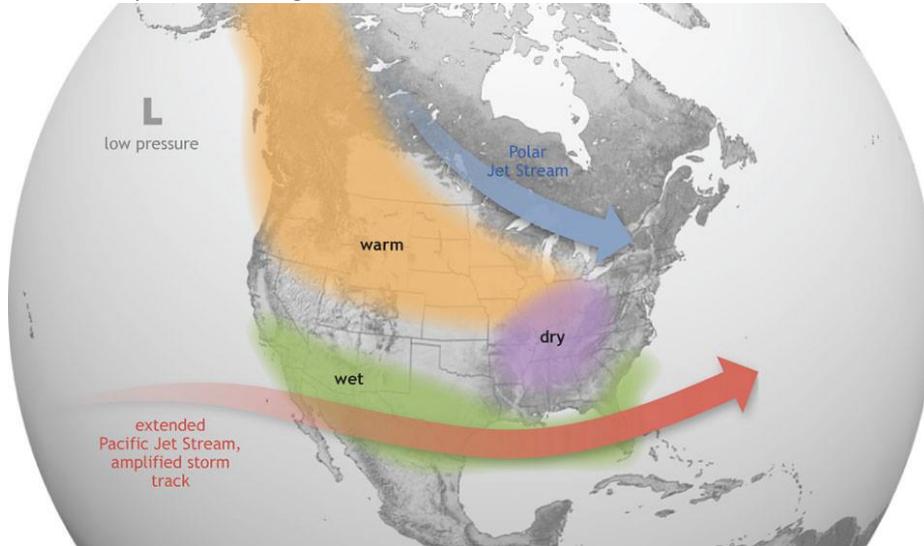 L
low pressure
Polar
Jet Stream
warm
dry
wet
extended
Pacific Jet Stream,
amplified storm
track